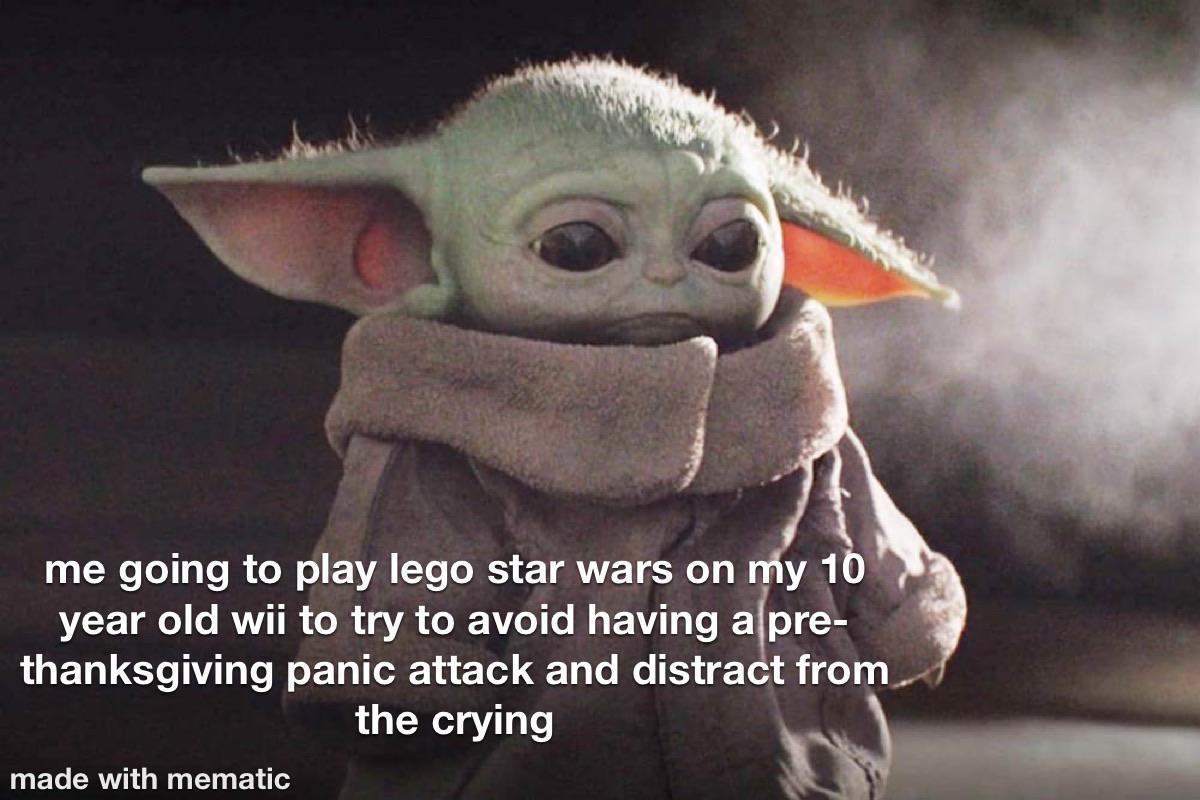 me going to play lego star wars on my 10
year old wii to try to avoid having a pre-
thanksgiving panic attack and distract from
the crying
made with mematic